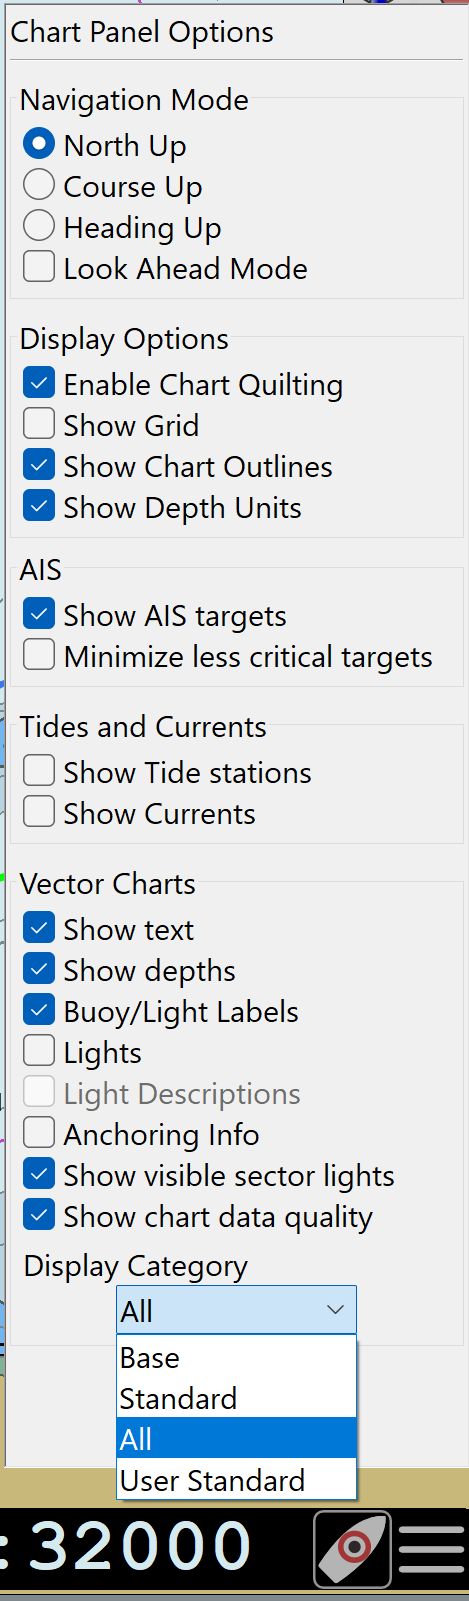 Chart Panel Options
Navigation Mode
North Up
Course Up
Heading Up
Look Ahead Mode
Display Options
Enable Chart Quilting
Show Grid
Show Chart Outlines
Show Depth Units
AIS
Show AIS targets
Minimize less critical targets
Tides and Currents
Show Tide stations
Show Currents
Vector Charts
Show text
Show depths
Buoy/Light Labels
Lights
Light Descriptions
Anchoring Info
Show visible sector lights
Show chart data quality
Display Category
All
Base
Standard
All
User Standard
: 32000